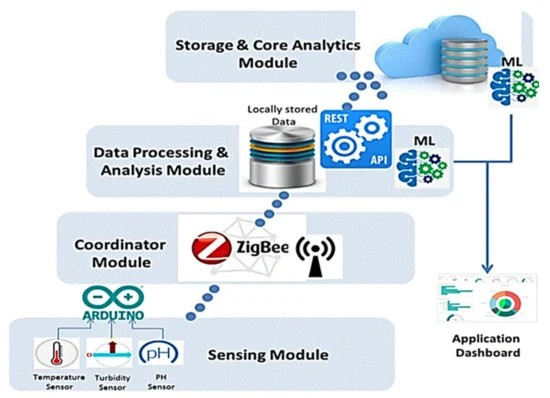 Storage & Core Analytics
Module
ML
Locally stored
Data
REST
API
ML
Data Processing &
Analysis Module
Coordinator
Module
Z ZigBee
ARDUINO
Sensing Module
pH
Temperature
Sensor
Turbidity
Sensor
PH
Sensor
Application
Dashboard